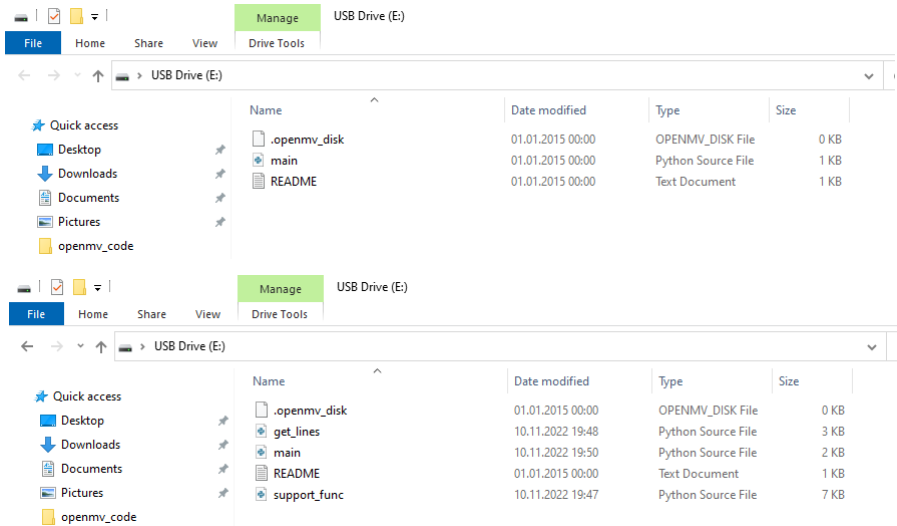 Manage USB Drive (E:)
File Home Share View Drive Tools
USB Drive (E:)
Name Date modified Type Size
Quick access
.openmv_disk 01.01.2015 00:00 OPENMV_DISK File 0 KB
Desktop
main 01.01.2015 00:00 Python Source File 1 KB
Downloads
README 01.01.2015 00:00 Text Document 1 KB
Documents
Pictures
openmv_code
Manage USB Drive (E:)
File Home Share View Drive Tools
USB Drive (E:)
Name Date modified Type Size
Quick access
.openmv_disk 01.01.2015 00:00 OPENMV_DISK File 0 KB
Desktop
get_lines 10.11.2022 19:48 Python Source File 3 KB
Downloads
main 10.11.2022 19:50 Python Source File 2 KB
Documents
README 01.01.2015 00:00 Text Document 1 KB
Pictures
support_func 10.11.2022 19:47 Python Source File 7 KB
openmv_code